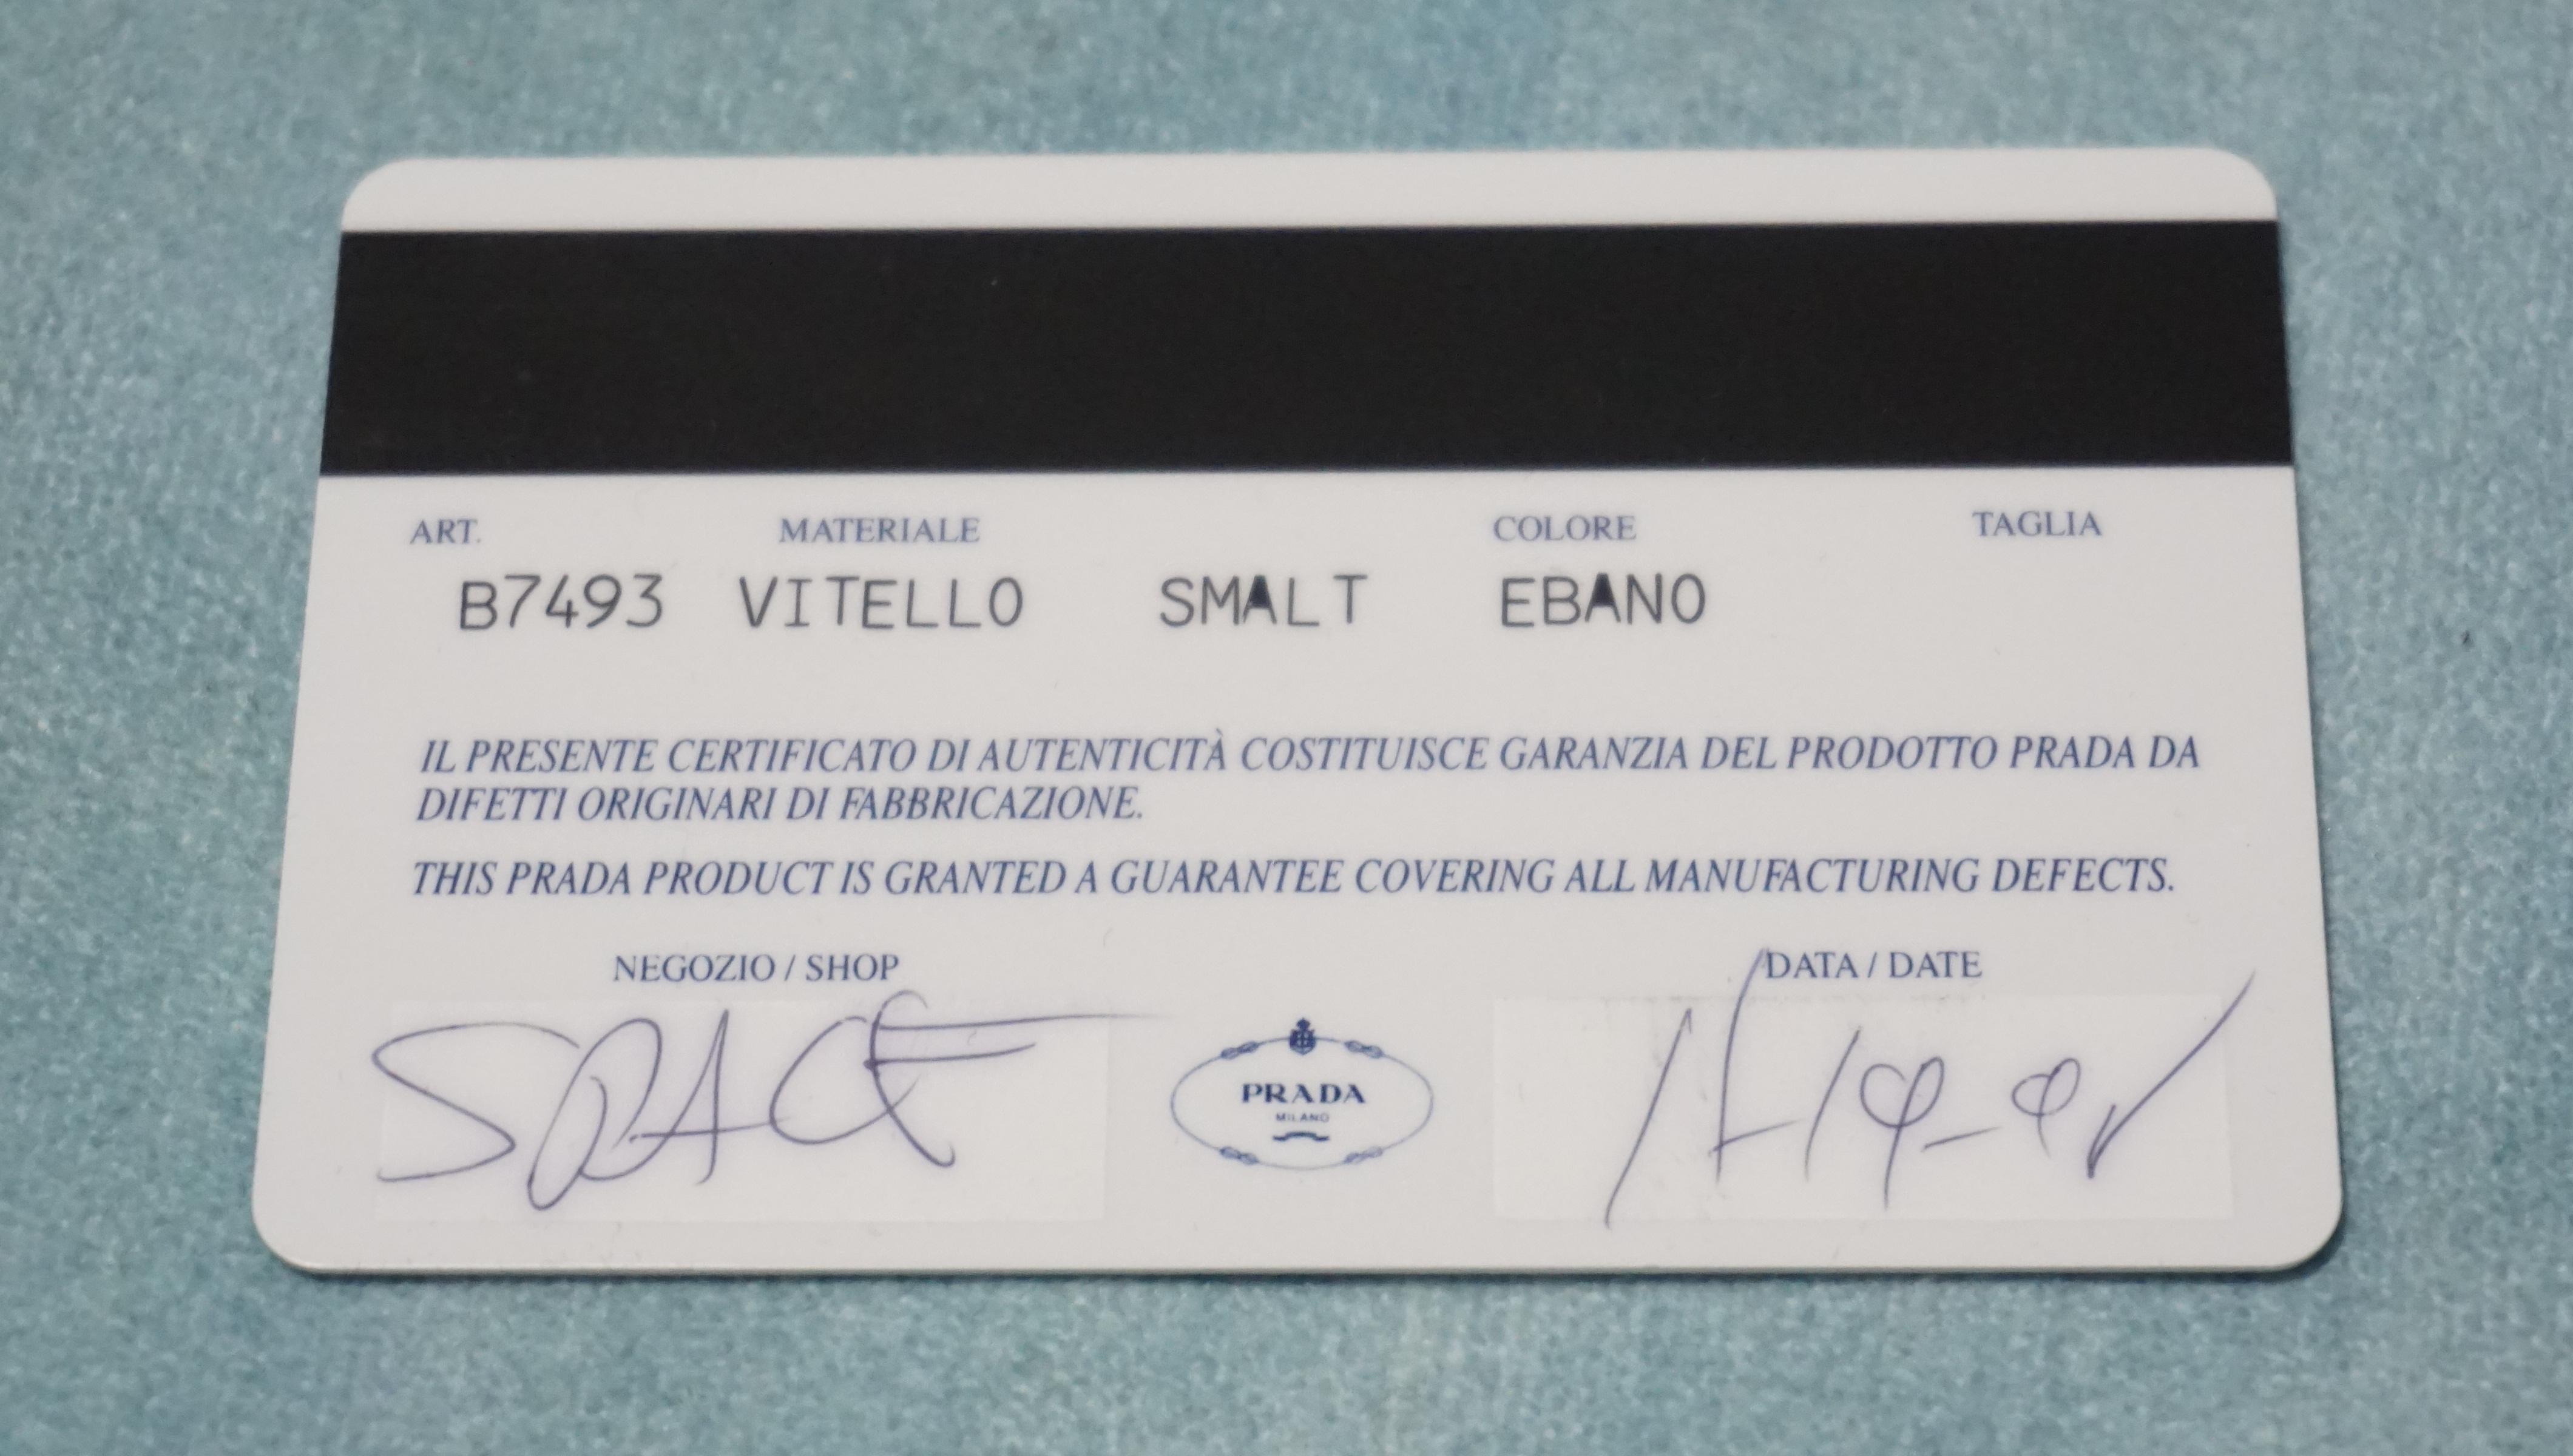 ART. MATERIALE COLORE TAGLIA
B7493 VITELLO SMALT EBANO
IL PRESENTE CERTIFICATO DI AUTENTICITÀ COSTITUISCE GARANZIA DEL PRODOTTO PRADA DA
DIFETTI ORIGINARI DI FABBRICAZIONE.
THIS PRADA PRODUCT IS GRANTED A GUARANTEE COVERING ALL MANUFACTURING DEFECTS.
NEGOZIO / SHOP DATA / DATE
SPACE
PRADA
MILANO